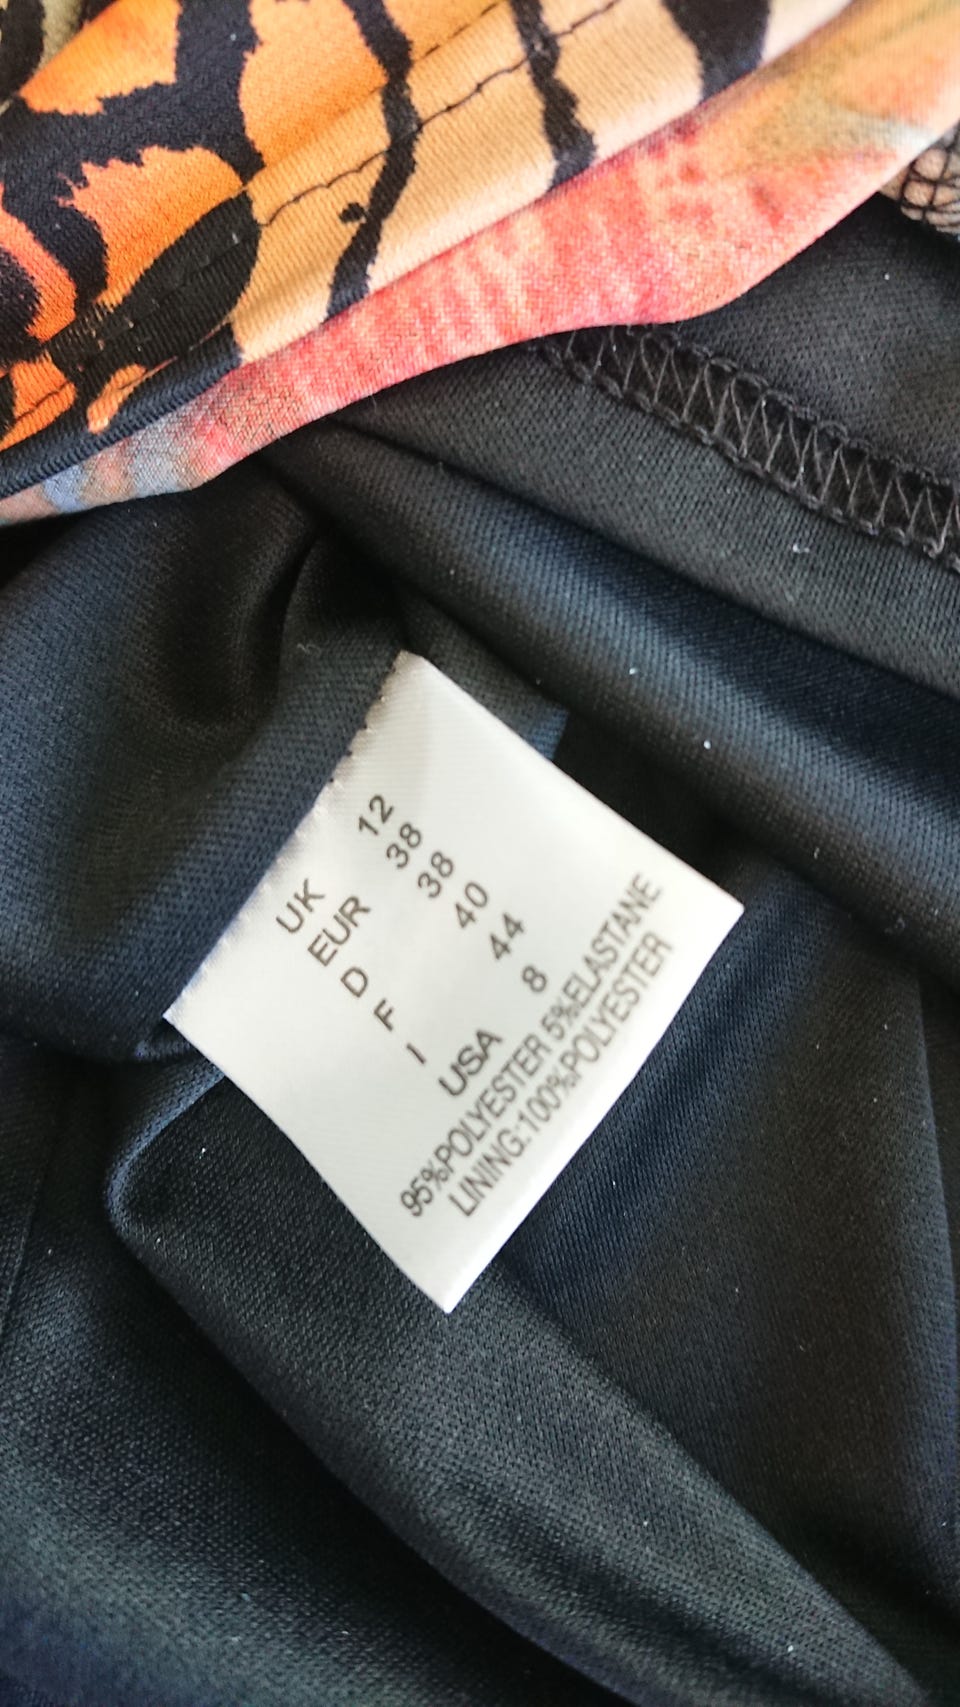 UK 12
EUR 38
D 38
F 40
I 44
USA 8
95%POLYESTER 5%ELASTANE
LINING:100%POLYESTER